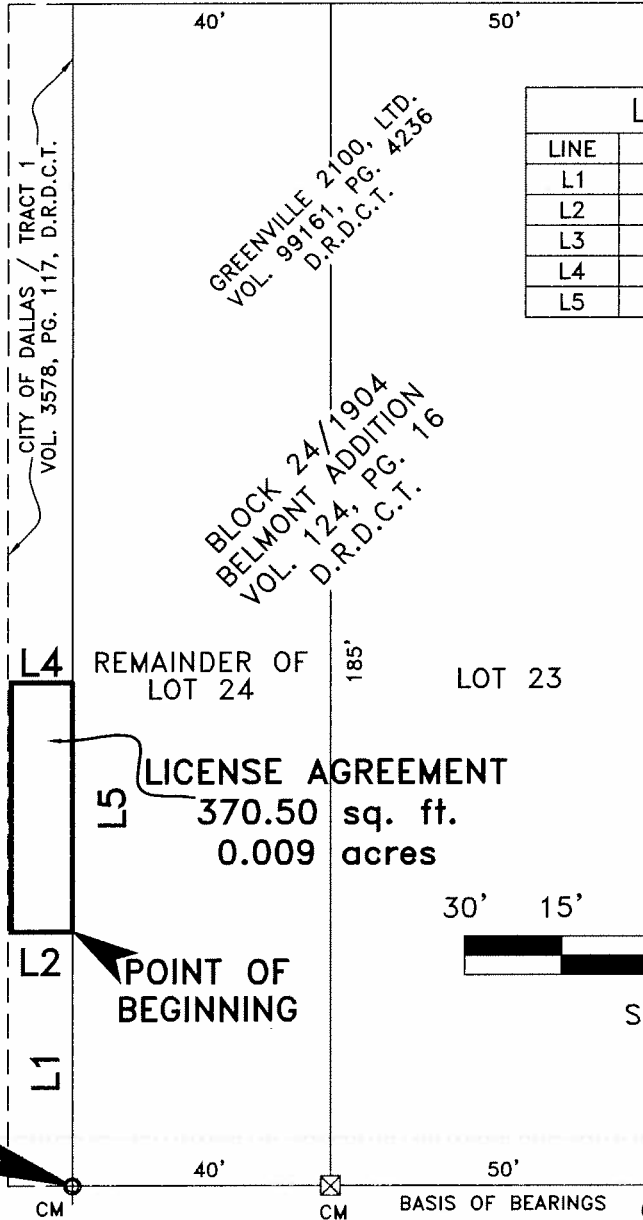 40'
50'
CITY OF DALLAS / TRACT 1
VOL. 3578, PG. 117, D.R.D.C.T.
GREENVILLE 2100, LTD.
VOL. 99161, PG. 4236
D.R.D.C.T.
L
LINE
L1
L2
L3
L4
L5
BLOCK 24/1904
BELMONT ADDITION
VOL. 124, PG. 16
D.R.D.C.T.
L4
REMAINDER OF
LOT 24
185'
LOT 23
LICENSE AGREEMENT
370.50 sq. ft.
0.009 acres
L5
30'
15'
L2
POINT OF
BEGINNING
S
L1
40'
50'
CM
CM
BASIS OF BEARINGS